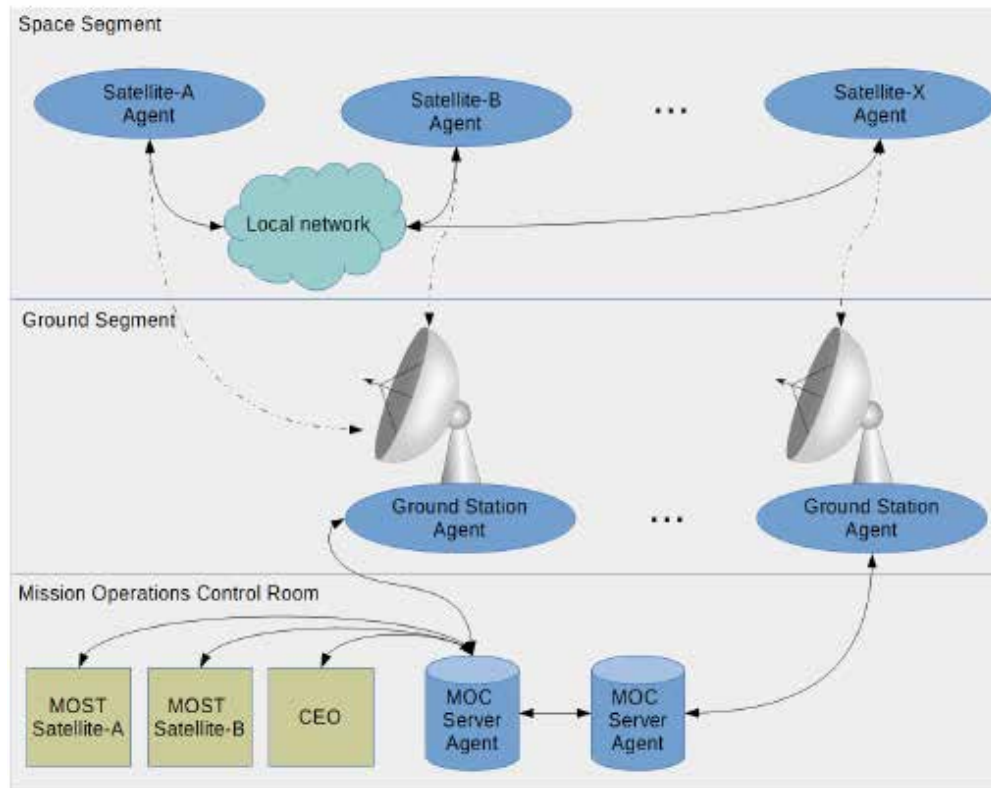 Space Segment
Satellite-A
Agent
Satellite-B
Agent
...
Satellite-X
Agent
Local network
Ground Segment
Ground Station
Agent
...
Ground Station
Agent
Mission Operations Control Room
MOST
Satellite-A
MOST
Satellite-B
CEO
MOC
Server
Agent
MOC
Server
Agent